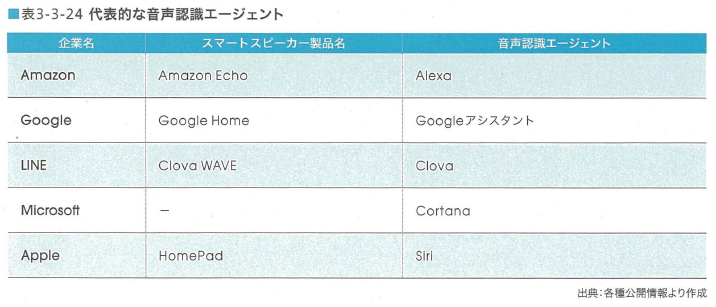 ■表3-3-24 代表的な音声認識エージェント
企業名 スマートスピーカー製品名 音声認識エージェント
Amazon Amazon Echo Alexa
Google Google Home Googleアシスタント
LINE Clova WAVE Clova
Microsoft － Cortana
Apple HomePad Siri
出典：各種公開情報より作成